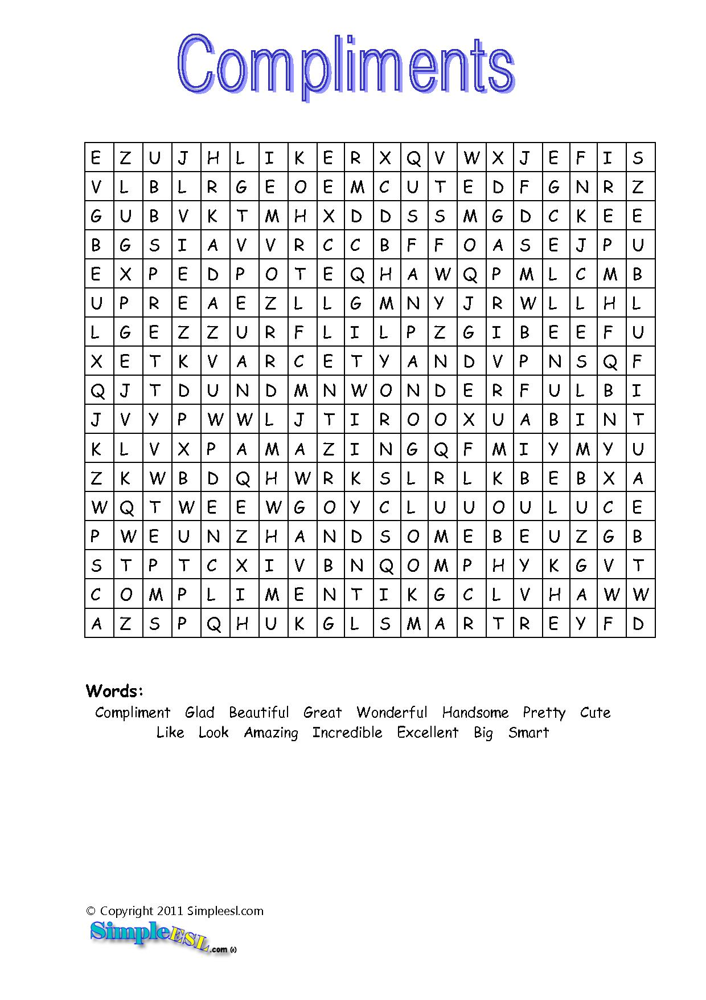 Compliments
E Z U J H L I K E R X Q V W X J E F I S
V L B L R G E O E M C U T E D F G N R Z
G U B V K T M H X D D S S M G D C K E E
B G S I A V V R C C B F F O A S E J P U
E X P E D P O T E Q H A W Q P M L C M B
U P R E A E Z L L G M N Y J R W L L H L
L G E Z Z U R F L I L P Z G I B E E F U
X E T K V A R C E T Y A N D V P N S Q F
Q J T D U N D M N W O N D E R F U L B I
J V Y P W W L J T I R O O X U A B I N T
K L V X P A M A Z I N G Q F M I Y M Y U
Z K W B D Q H W R K S L R L K B E B X A
W Q T W E E W G O Y C L U U O U L U C E
P W E U N Z H A N D S O M E B E U Z G B
S T P T C X I V B N Q O M P H Y K G V T
C O M P L I M E N T I K G C L V H A W W
A Z S P Q H U K G L S M A R T R E Y F D
Words:
Compliment Glad Beautiful Great Wonderful Handsome Pretty Cute
Like Look Amazing Incredible Excellent Big Smart
© Copyright 2011 Simpleesl.com
SimpleESL.com (c)